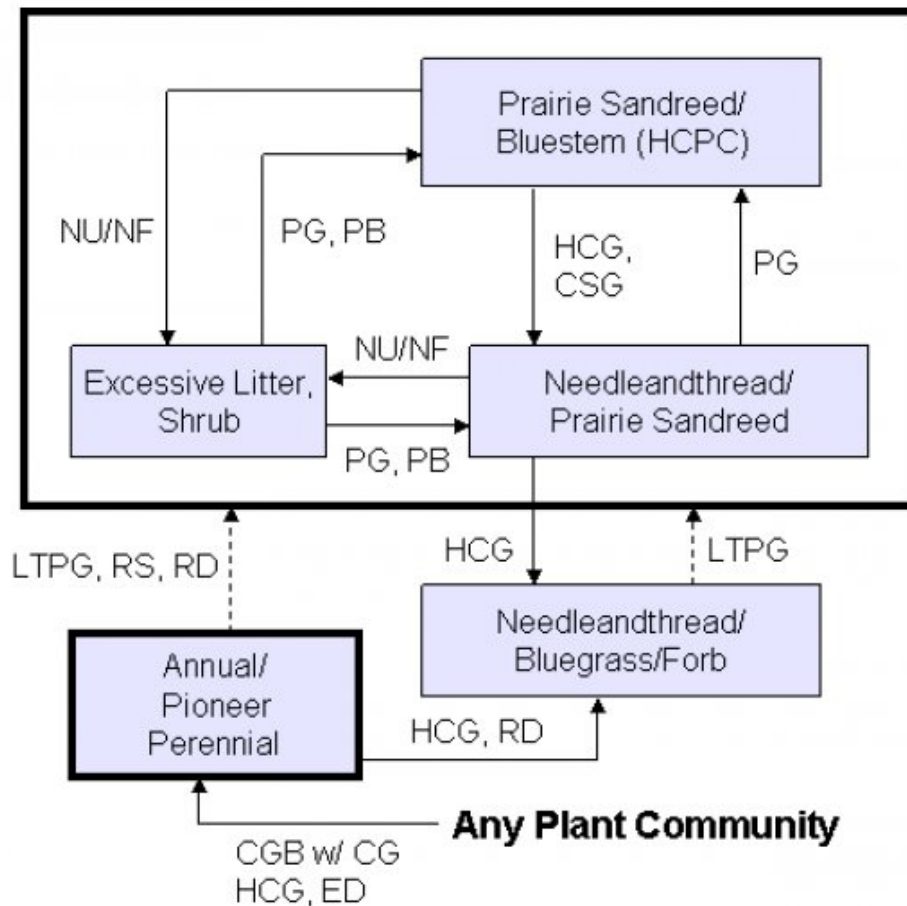 Prairie Sandreed/
Bluestem (HCPC)
NU/NF
PG, PB
HCG,
CSG
PG
Excessive Litter,
Shrub
NU/NF
Needleandthread/
Prairie Sandreed
PG, PB
LTPG, RS, RD
HCG
LTPG
Needleandthread/
Bluegrass/Forb
Annual/
Pioneer
Perennial
HCG, RD
Any Plant Community
CGB w/ CG
HCG, ED